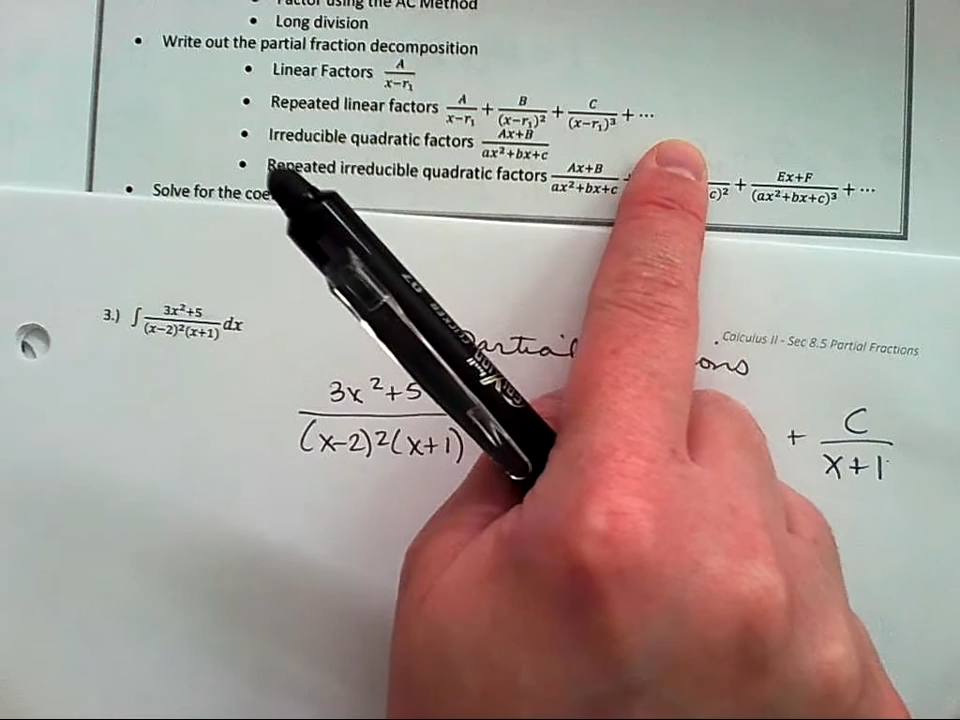 Factor using the AC Method
• Long division
• Write out the partial fraction decomposition
• Linear Factors A/(x−r₁)
• Repeated linear factors A/(x−r₁) + B/(x−r₁)² + C/(x−r₁)³ + ⋯
• Irreducible quadratic factors (Ax+B)/(ax²+bx+c)
• Repeated irreducible quadratic factors (Ax+B)/(ax²+bx+c) c)² + (Ex+F)/(ax²+bx+c)³ + ⋯
• Solve for the
3.) ∫ (3x²+5)/((x−2)²(x+1)) dx
Calculus II - Sec 8.5 Partial Fractions
Partial ons
(3x²+5)/((x−2)²(x+1)) + C/(x+1)